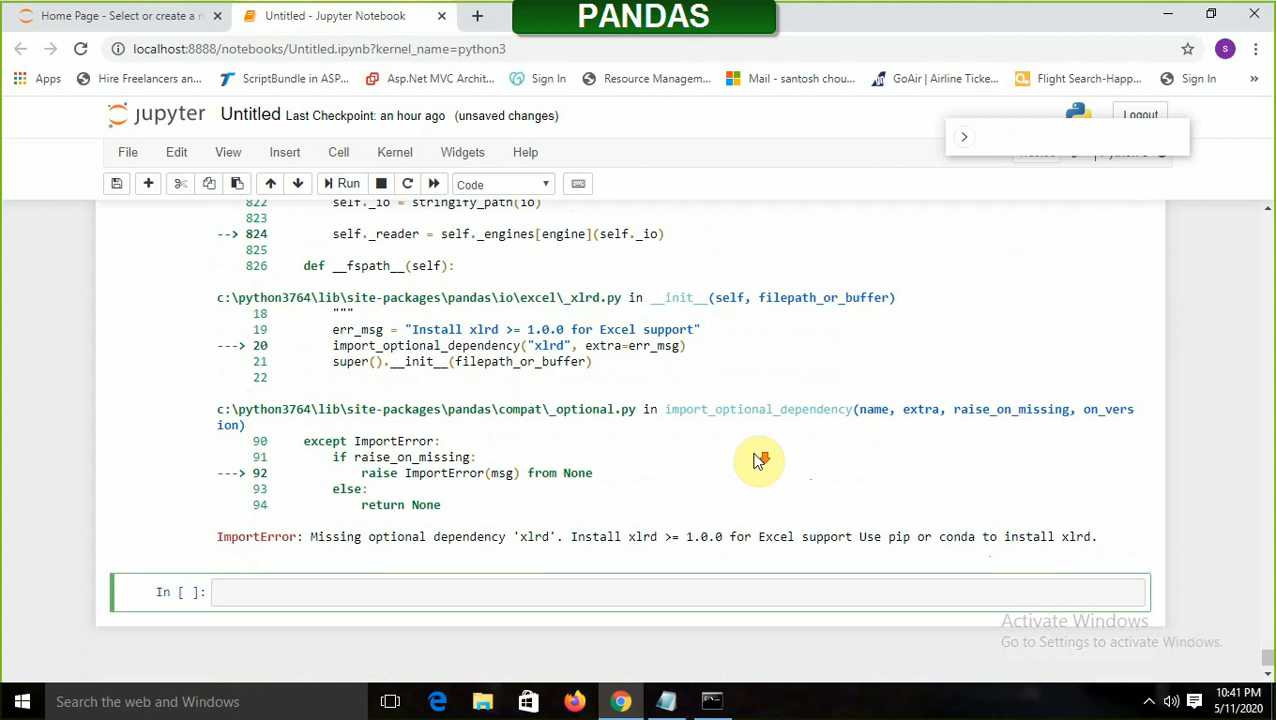 PANDAS
Home Page - Select or create a n
Untitled - Jupyter Notebook
localhost:8888/notebooks/Untitled.ipynb?kernel_name=python3
S
Apps
Hire Freelancers an...
ScriptBundle in ASP...
Asp.Net MVC Archit...
Sign In
Resource Managem...
Mail - santosh chou...
GoAir | Airline Ticke...
Flight Search-Happ...
Sign In
»
jupyter Untitled Last Checkpoint: an hour ago (unsaved changes)
Logout
File Edit View Insert Cell Kernel Widgets Help
Run Code
822 self._io = stringify_path(io)
823
--> 824 self._reader = self._engines[engine](self._io)
825
826 def __fspath__(self):
c:\python3764\lib\site-packages\pandas\io\excel\_xlrd.py in __init__(self, filepath_or_buffer)
18 """
19 err_msg = "Install xlrd >= 1.0.0 for Excel support"
---> 20 import_optional_dependency("xlrd", extra=err_msg)
21 super().__init__(filepath_or_buffer)
22
c:\python3764\lib\site-packages\pandas\compat\_optional.py in import_optional_dependency(name, extra, raise_on_missing, on_vers
ion)
90 except ImportError:
91 if raise_on_missing:
---> 92 raise ImportError(msg) from None
93 else:
94 return None
ImportError: Missing optional dependency 'xlrd'. Install xlrd >= 1.0.0 for Excel support Use pip or conda to install xlrd.
In [ ]:
Activate Windows
Go to Settings to activate Windows.
Search the web and Windows
10:41 PM
5/11/2020